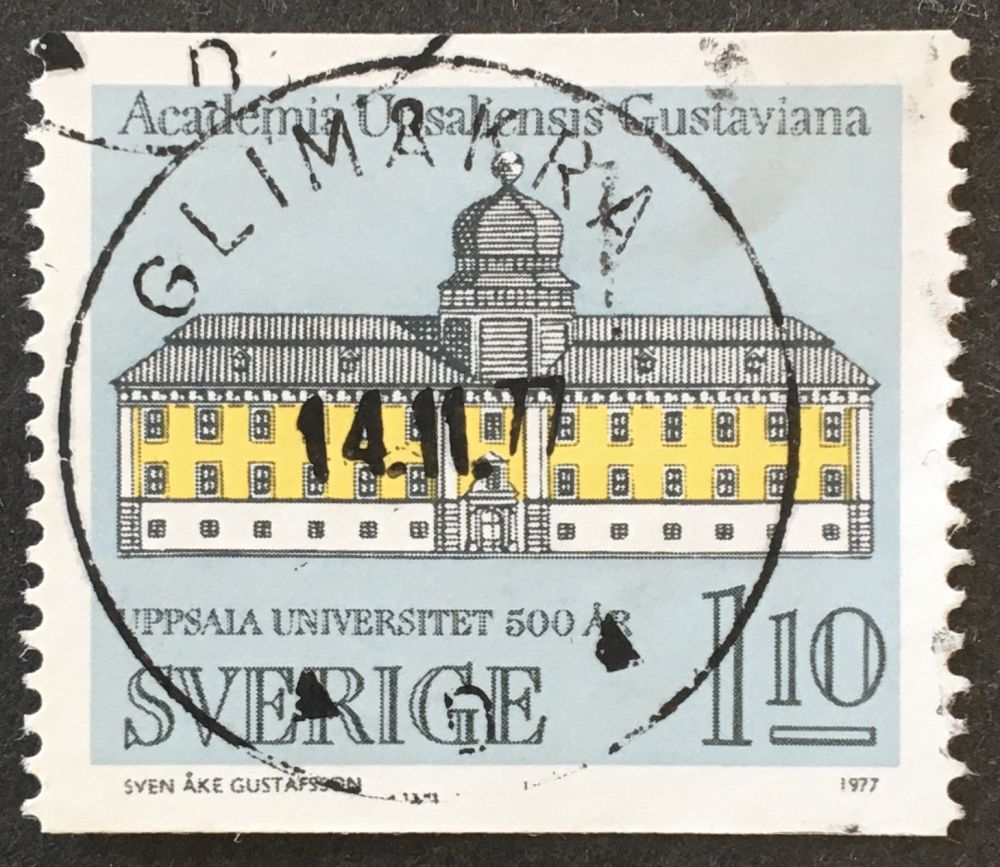 Academia Upsaliensis Gustaviana
GLIMÅKRA
14.11.77
UPPSALA UNIVERSITET 500 ÅR
SVERIGE
1 10
SVEN ÅKE GUSTAFSSON
1977